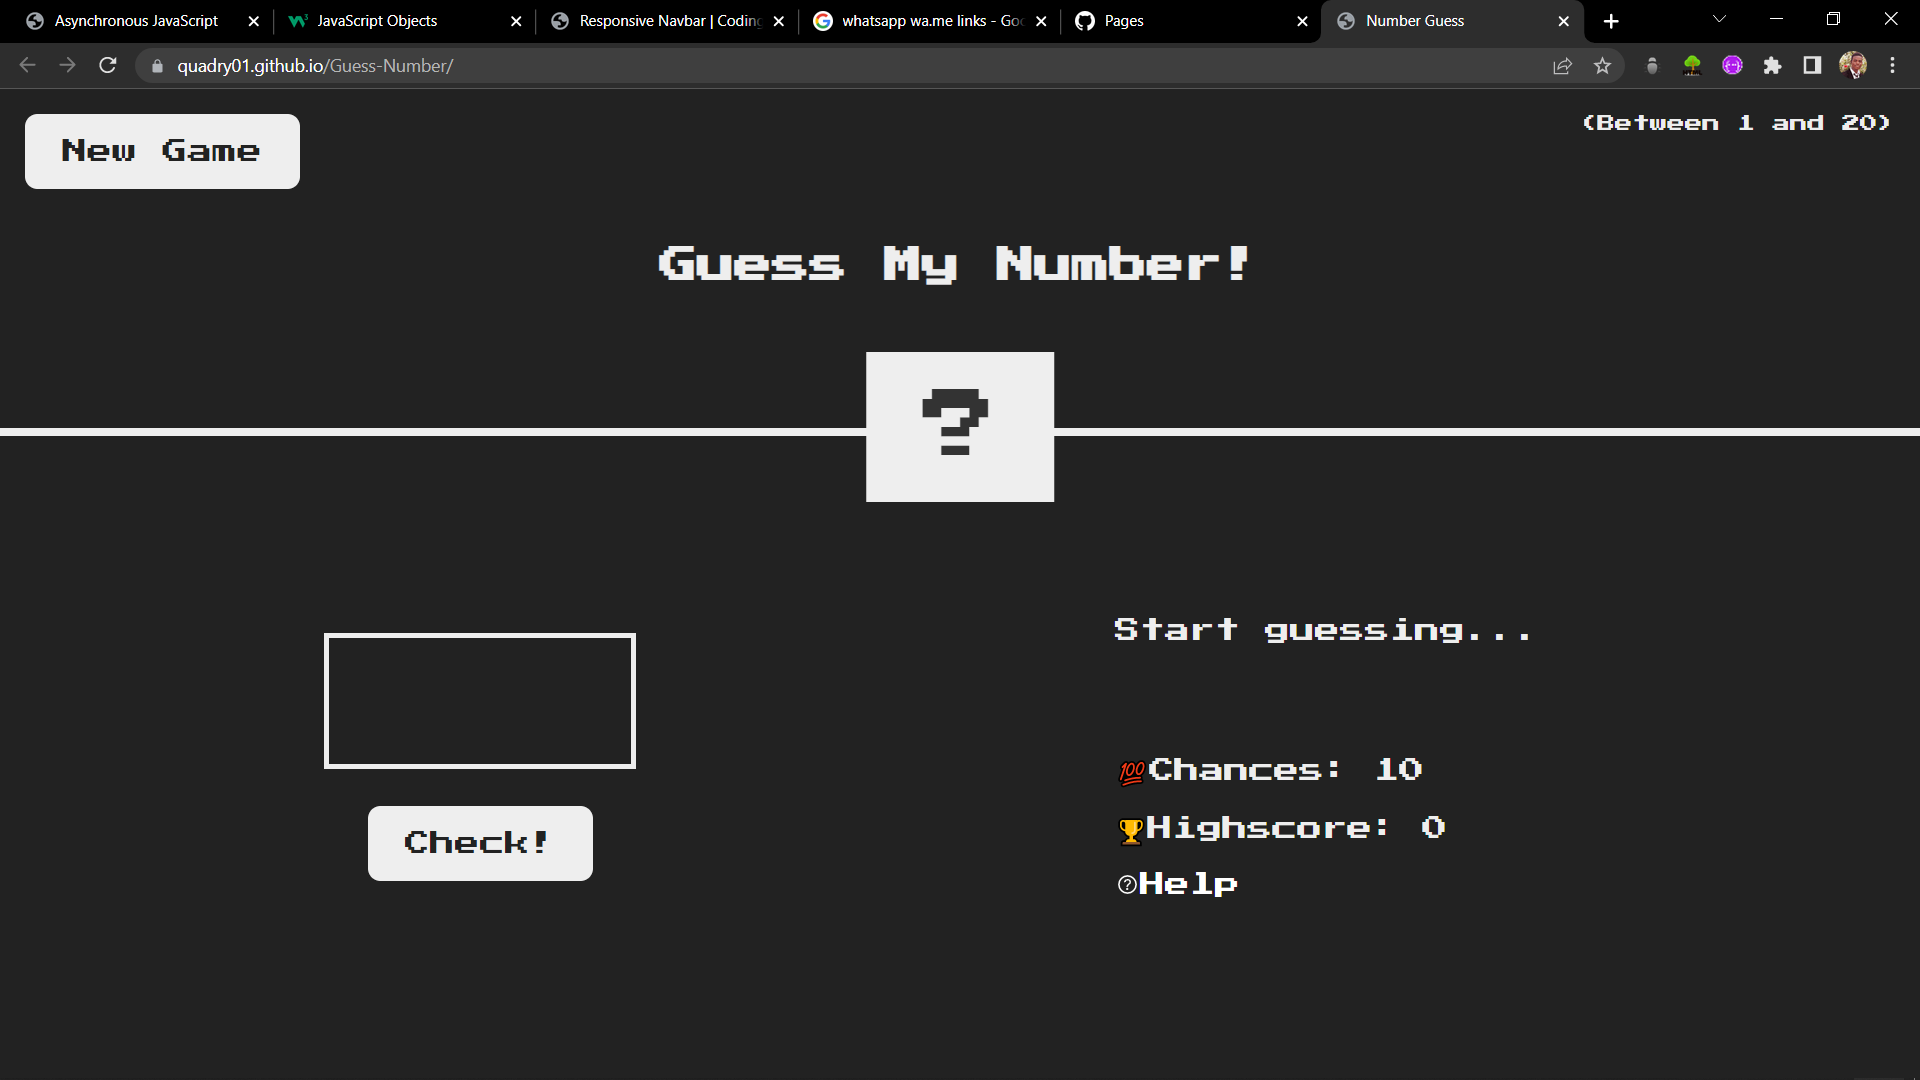 Asynchronous JavaScript
JavaScript Objects
Responsive Navbar | Coding
whatsapp wa.me links - Goo
Pages
Number Guess
quadry01.github.io/Guess-Number/
New Game
(Between 1 and 20)
Guess My Number!
?
Start guessing...
💯Chances: 10
🏆Highscore: 0
Check!
?Help